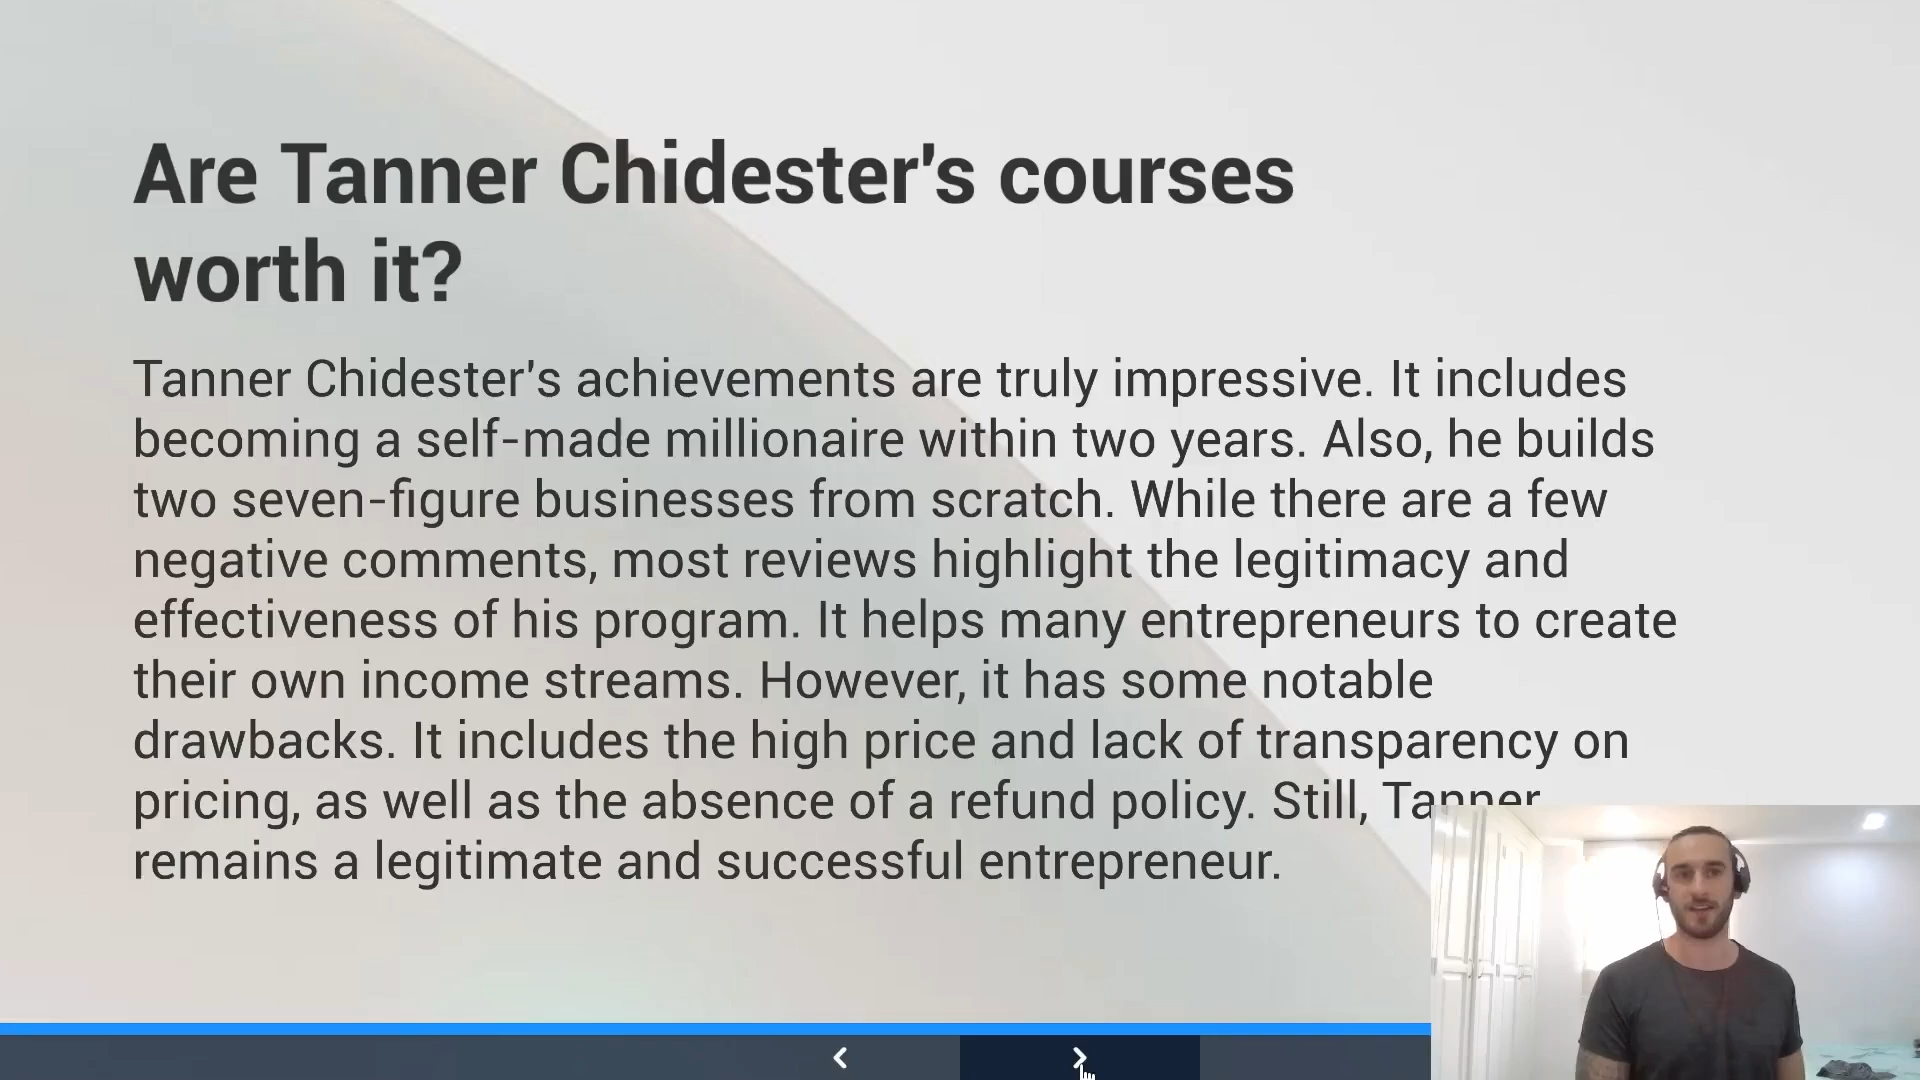 Are Tanner Chidester's courses
worth it?
Tanner Chidester's achievements are truly impressive. It includes
becoming a self-made millionaire within two years. Also, he builds
two seven-figure businesses from scratch. While there are a few
negative comments, most reviews highlight the legitimacy and
effectiveness of his program. It helps many entrepreneurs to create
their own income streams. However, it has some notable
drawbacks. It includes the high price and lack of transparency on
pricing, as well as the absence of a refund policy. Still, Tanner
remains a legitimate and successful entrepreneur.